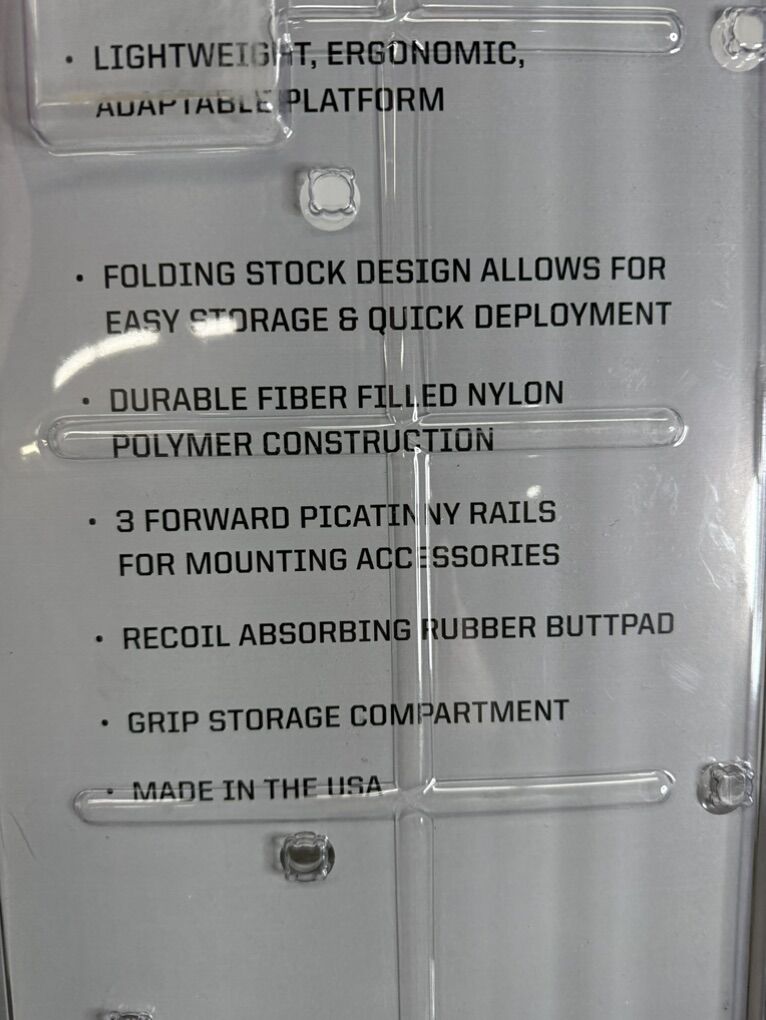 • LIGHTWEIGHT, ERGONOMIC,
ADAPTABLE PLATFORM
• FOLDING STOCK DESIGN ALLOWS FOR
EASY STORAGE & QUICK DEPLOYMENT
• DURABLE FIBER FILLED NYLON
POLYMER CONSTRUCTION
• 3 FORWARD PICATINNY RAILS
FOR MOUNTING ACCESSORIES
• RECOIL ABSORBING RUBBER BUTTPAD
• GRIP STORAGE COMPARTMENT
• MADE IN THE USA